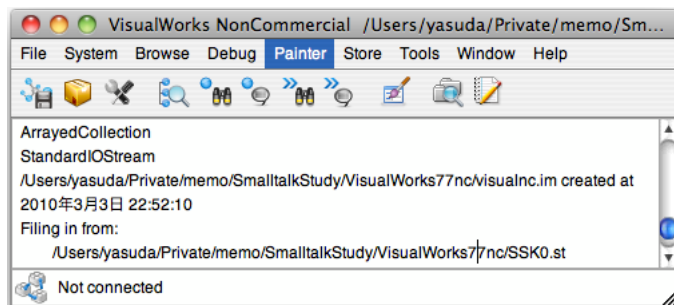 VisualWorks NonCommercial /Users/yasuda/Private/memo/Sm...
File System Browse Debug Painter Store Tools Window Help
ArrayedCollection
StandardIOStream
/Users/yasuda/Private/memo/SmalltalkStudy/VisualWorks77nc/visualnc.im created at
2010年3月3日 22:52:10
Filing in from:
/Users/yasuda/Private/memo/SmalltalkStudy/VisualWorks77nc/SSK0.st
Not connected